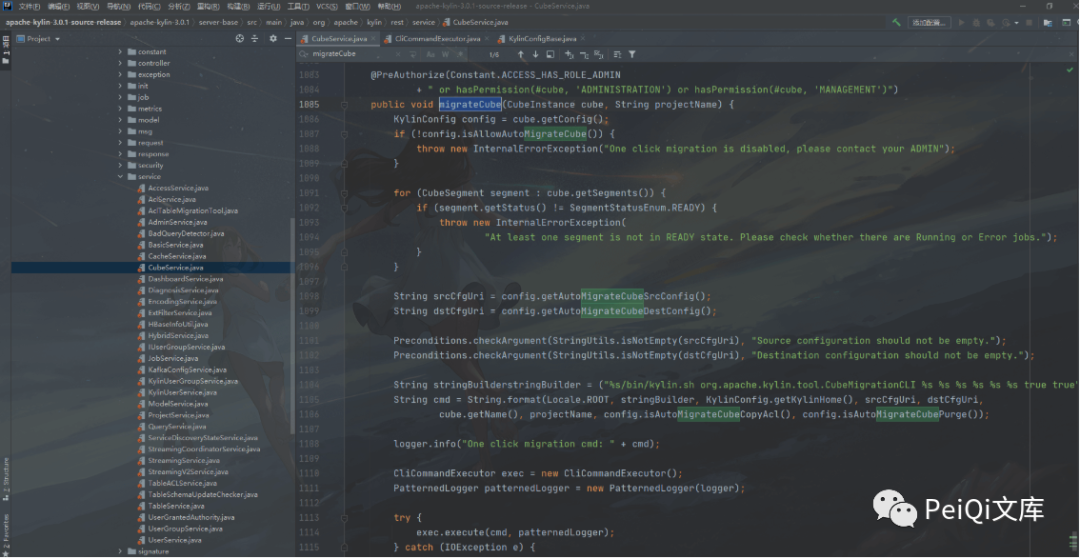 文件(F) 编辑(E) 视图(V) 导航(N) 代码(C) 分析(Z) 重构(R) 构建(B) 运行(U) 工具(T) VCS(S) 窗口(W) 帮助(H) apache-kylin-3.0.1-source-release - CubeService.java
apache-kylin-3.0.1-source-release apache-kylin-3.0.1 server-base src main java org apache kylin rest service CubeService.java 添加配置...
Project
CubeService.java CliCommandExecutor.java KylinConfigBase.java
migrateCube 1/6
constant
controller
exception
init
job
metrics
model
msg
request
response
security
service
AccessService.java
AclService.java
AclTableMigrationTool.java
AdminService.java
BadQueryDetector.java
BasicService.java
CacheService.java
CubeService.java
DashboardService.java
DiagnosisService.java
EncodingService.java
ExtFilterService.java
HBaseInfoUtil.java
HybridService.java
IUserGroupService.java
JobService.java
KafkaConfigService.java
KylinUserGroupService.java
KylinUserService.java
ModelService.java
ProjectService.java
QueryService.java
ServiceDiscoveryStateService.java
StreamingCoordinatorService.java
StreamingService.java
StreamingV2Service.java
TableACLService.java
TableSchemaUpdateChecker.java
TableService.java
UserGrantedAuthority.java
UserGroupService.java
UserService.java
signature
Z: Structure
2: Favorites
1083 @PreAuthorize(Constant.ACCESS_HAS_ROLE_ADMIN
1084 + " or hasPermission(#cube, 'ADMINISTRATION') or hasPermission(#cube, 'MANAGEMENT')")
1085 public void migrateCube(CubeInstance cube, String projectName) {
1086 KylinConfig config = cube.getConfig();
1087 if (!config.isAllowAutoMigrateCube()) {
1088 throw new InternalErrorException("One click migration is disabled, please contact your ADMIN");
1089 }
1090
1091 for (CubeSegment segment : cube.getSegments()) {
1092 if (segment.getStatus() != SegmentStatusEnum.READY) {
1093 throw new InternalErrorException(
1094 "At least one segment is not in READY state. Please check whether there are Running or Error jobs.");
1095 }
1096 }
1097
1098 String srcCfgUri = config.getAutoMigrateCubeSrcConfig();
1099 String dstCfgUri = config.getAutoMigrateCubeDestConfig();
1100
1101 Preconditions.checkArgument(StringUtils.isNotEmpty(srcCfgUri), "Source configuration should not be empty.");
1102 Preconditions.checkArgument(StringUtils.isNotEmpty(dstCfgUri), "Destination configuration should not be empty.");
1103
1104 String stringBuilderstringBuilder = ("%s/bin/kylin.sh org.apache.kylin.tool.CubeMigrationCLI %s %s %s %s %s %s true true"
1105 String cmd = String.format(Locale.ROOT, stringBuilder, KylinConfig.getKylinHome(), srcCfgUri, dstCfgUri,
1106 cube.getName(), projectName, config.isAutoMigrateCubeCopyAcl(), config.isAutoMigrateCubePurge());
1107
1108 logger.info("One click migration cmd: " + cmd);
1109
1110 CliCommandExecutor exec = new CliCommandExecutor();
1111 PatternedLogger patternedLogger = new PatternedLogger(logger);
1112
1113 try {
1114 exec.execute(cmd, patternedLogger);
1115 } catch (IOException e) {
PeiQi文库